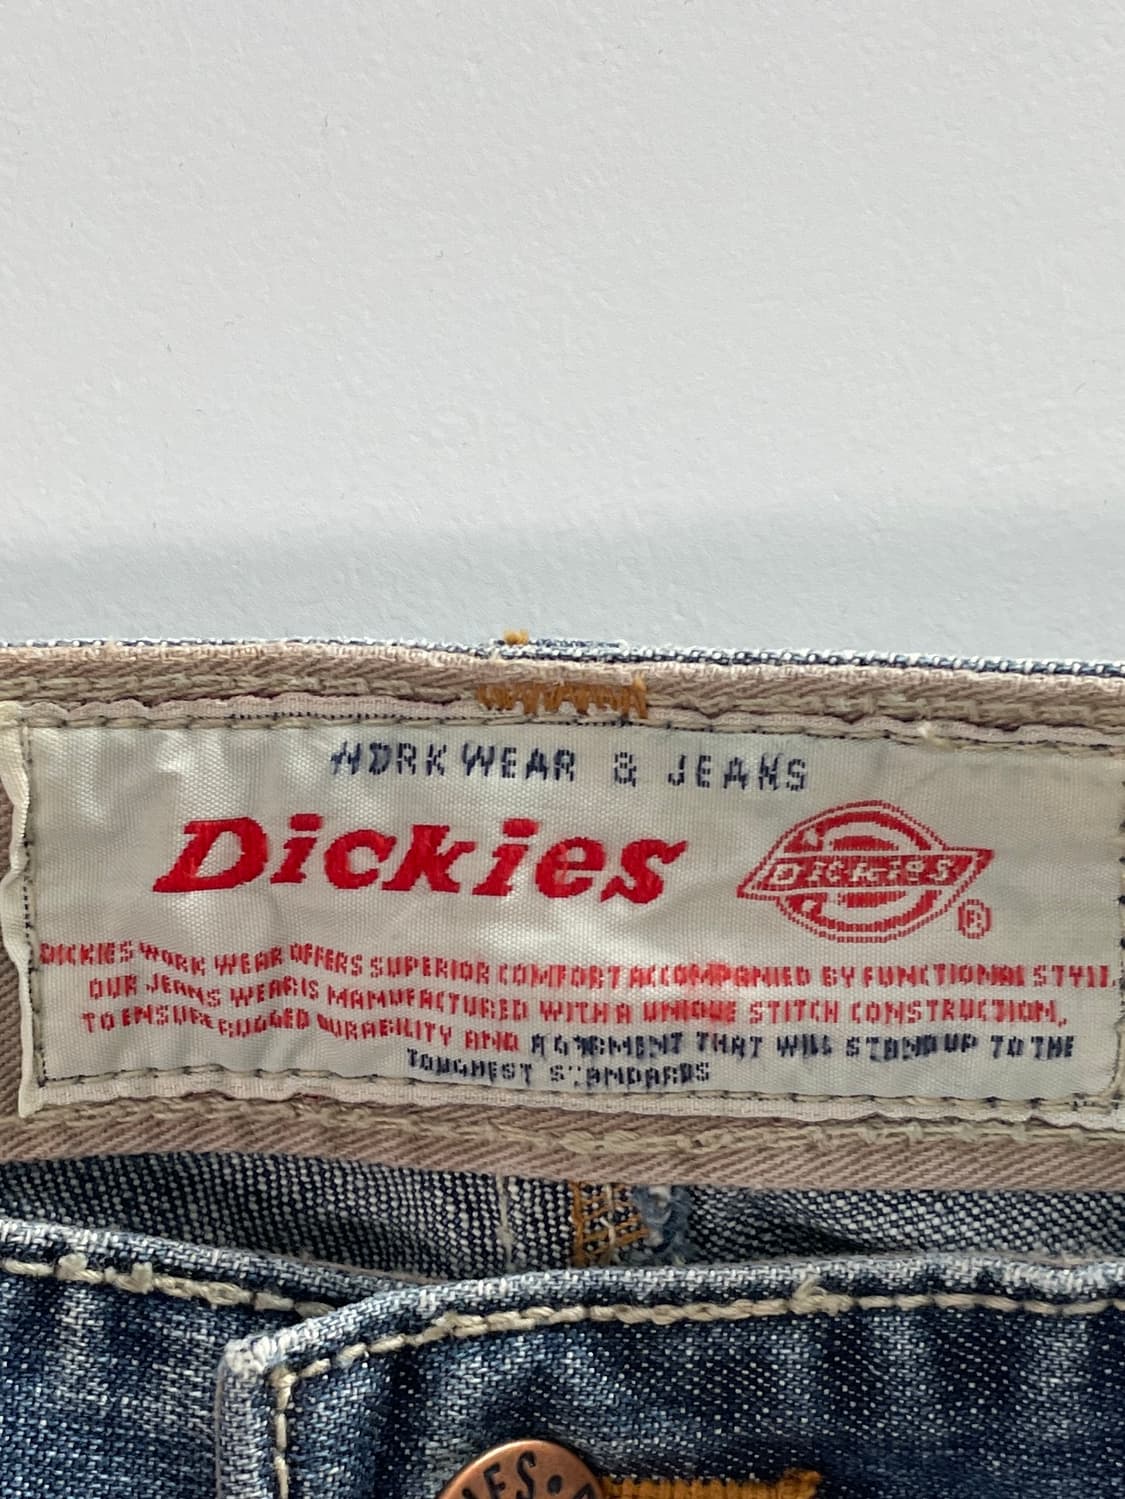 WORK WEAR & JEANS
Dickies
Dickies
®
DICKIES WORK WEAR OFFERS SUPERIOR COMFORT ACCOMPANIED BY FUNCTIONAL STYLE.
OUR JEANS WEAR IS MANUFACTURED WITH A UNIQUE STITCH CONSTRUCTION,
TO ENSURE RUGGED DURABILITY AND A GARMENT THAT WILL STAND UP TO THE
TOUGHEST STANDARDS